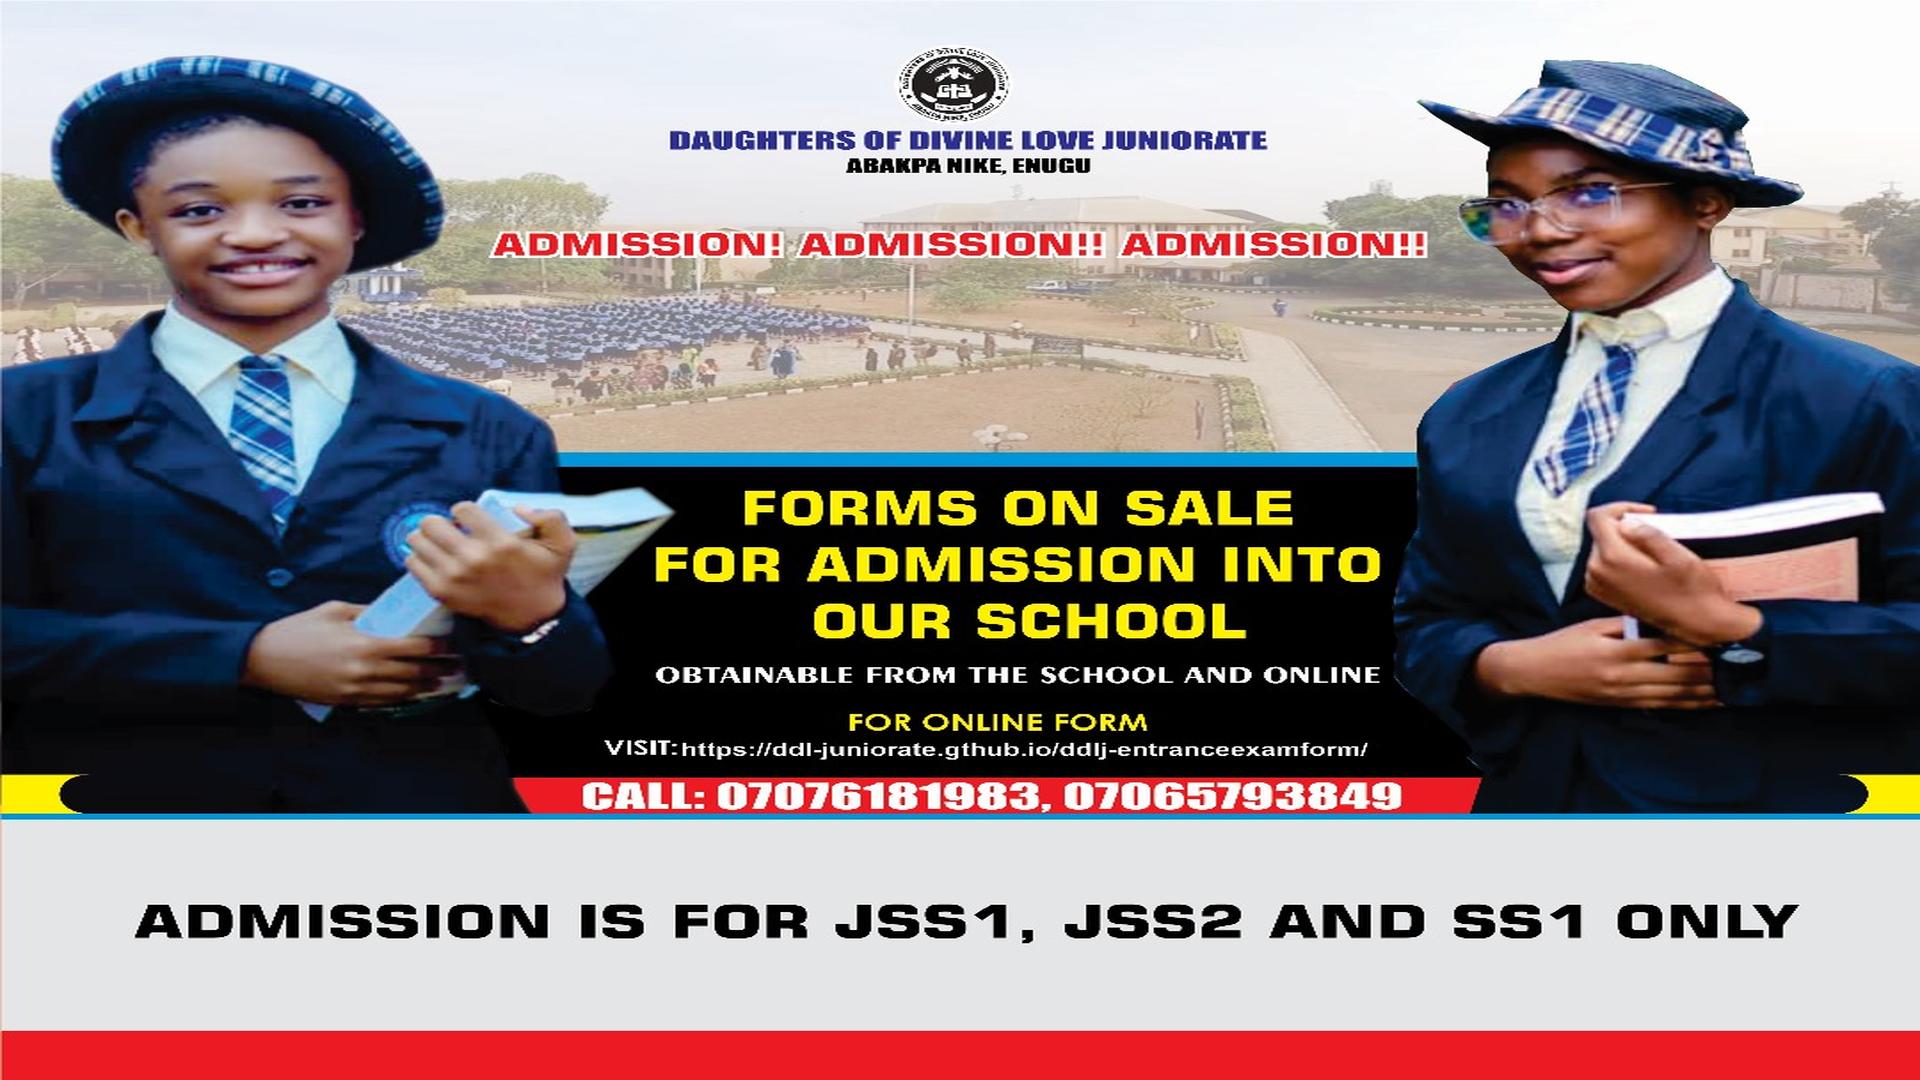 DAUGHTERS OF DIVINE LOVE JUNIORATE
ABAKPA NIKE, ENUGU
ADMISSION! ADMISSION!! ADMISSION!!
FORMS ON SALE
FOR ADMISSION INTO
OUR SCHOOL
OBTAINABLE FROM THE SCHOOL AND ONLINE
FOR ONLINE FORM
VISIT: https://ddl-juniorate.gthub.io/ddlj-entranceexamform/
CALL: 07076181983, 07065793849
ADMISSION IS FOR JSS1, JSS2 AND SS1 ONLY